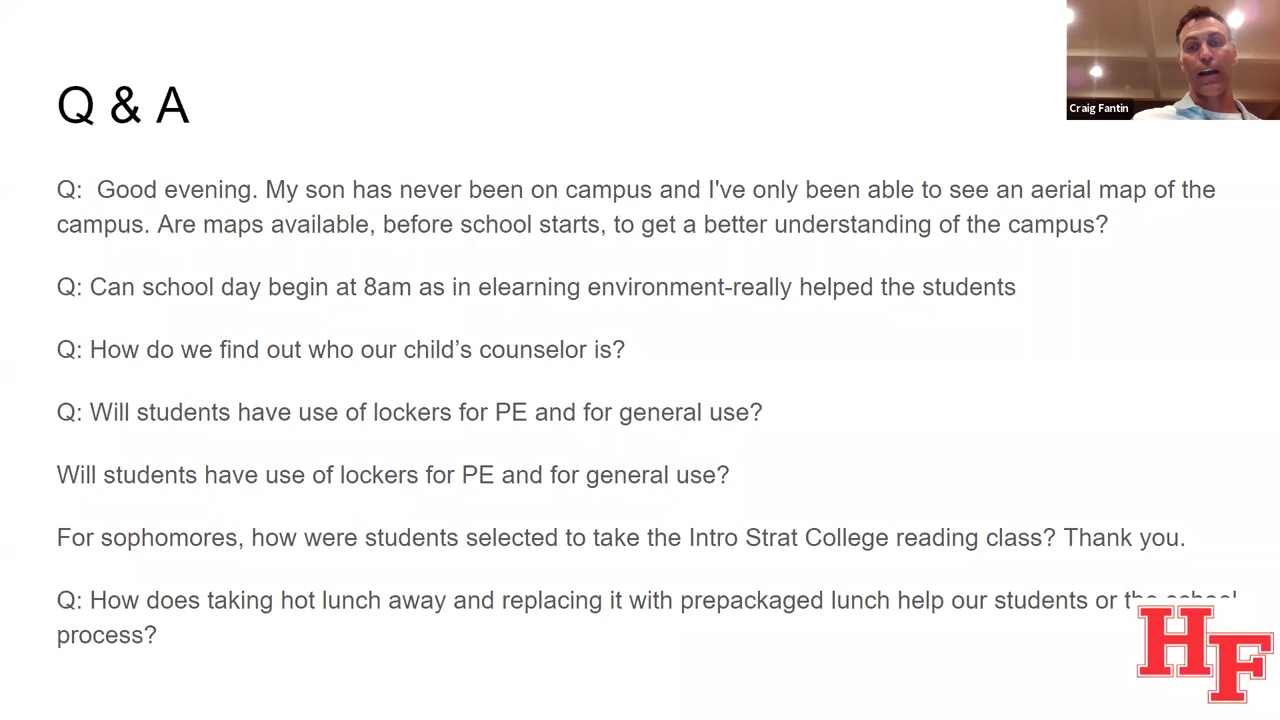 Craig Fantin
Q & A
Q:  Good evening. My son has never been on campus and I've only been able to see an aerial map of the
campus. Are maps available, before school starts, to get a better understanding of the campus?
Q: Can school day begin at 8am as in elearning environment-really helped the students
Q: How do we find out who our child’s counselor is?
Q: Will students have use of lockers for PE and for general use?
Will students have use of lockers for PE and for general use?
For sophomores, how were students selected to take the Intro Strat College reading class? Thank you.
Q: How does taking hot lunch away and replacing it with prepackaged lunch help our students or the school
process?
HF